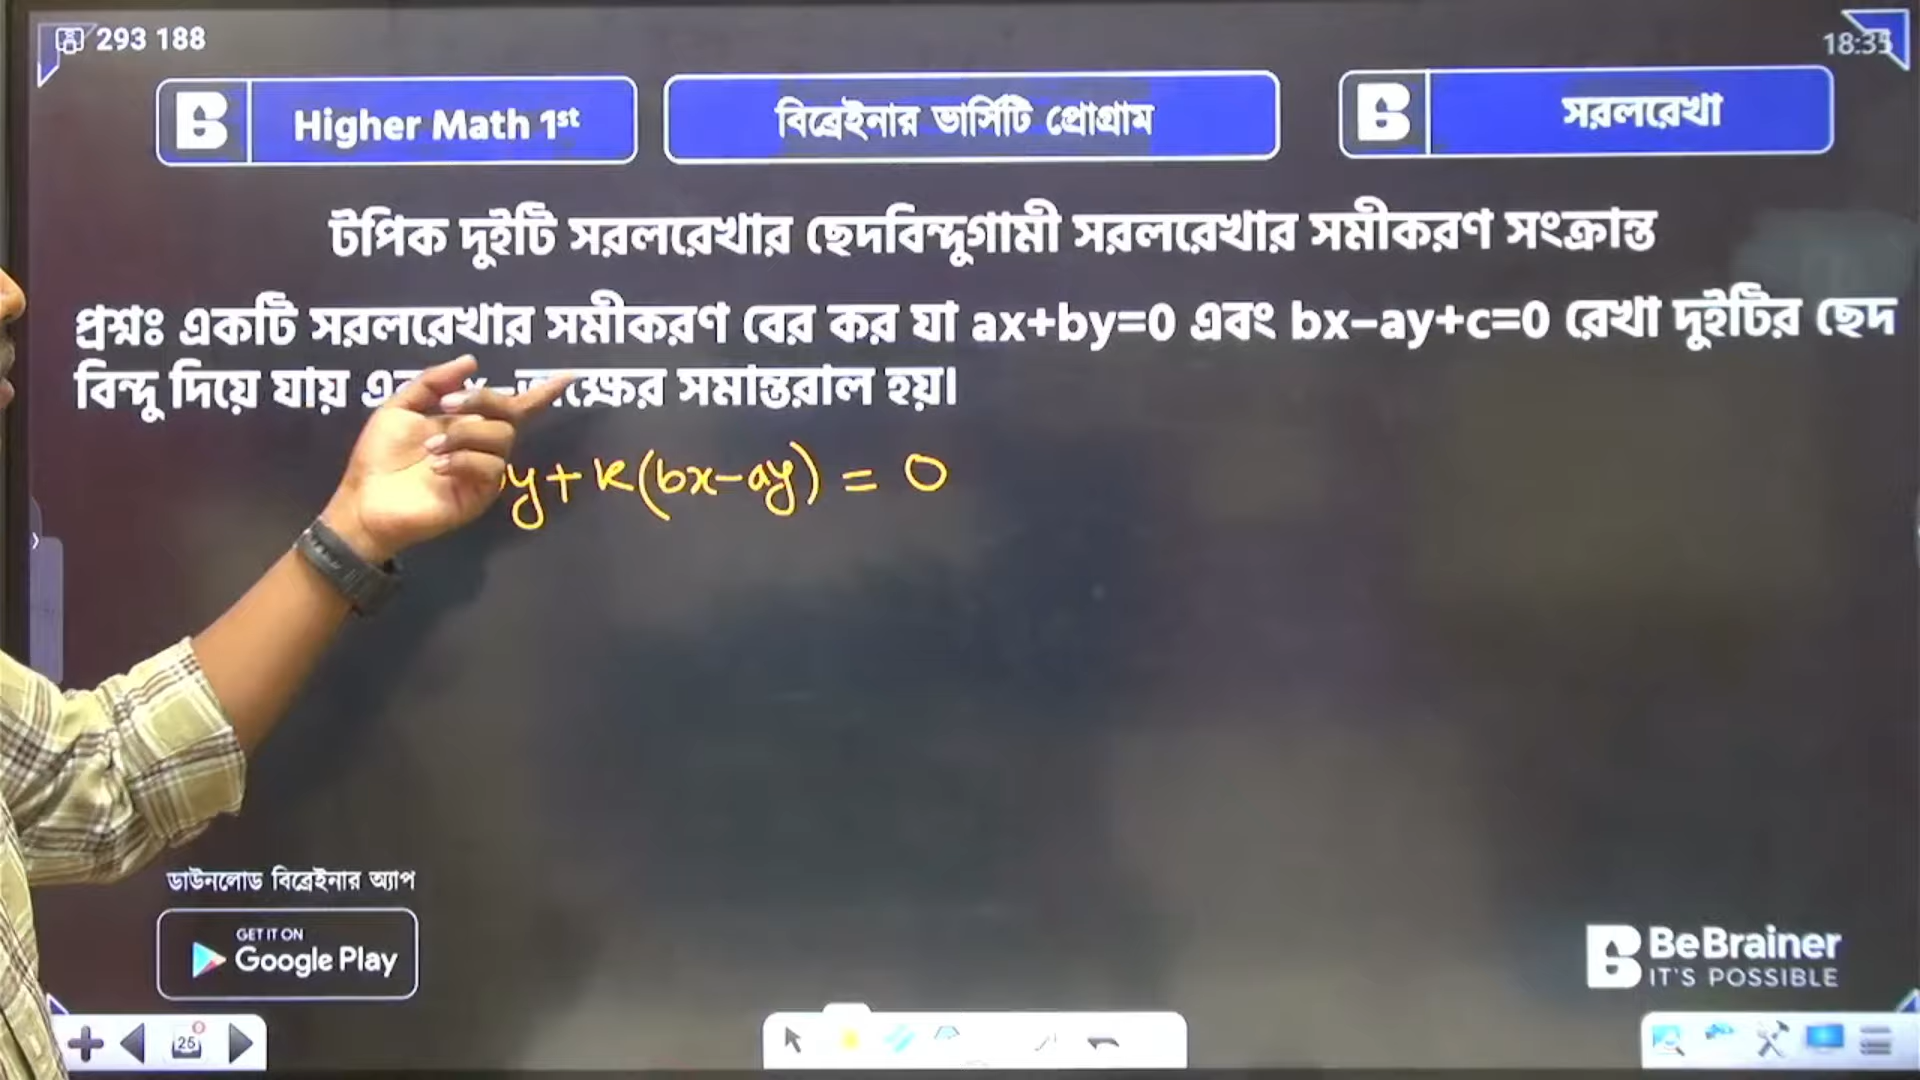 293 188
18:35
Higher Math 1st
বিব্রেইনার ভার্সিটি প্রোগ্রাম
সরলরেখা
টপিক দুইটি সরলরেখার ছেদবিন্দুগামী সরলরেখার সমীকরণ সংক্রান্ত
প্রশ্নঃ একটি সরলরেখার সমীকরণ বের কর যা ax+by=0 এবং bx–ay+c=0 রেখা দুইটির ছেদ
বিন্দু দিয়ে যায় x–অক্ষের সমান্তরাল হয়।
y+k(bx-ay) = 0
ডাউনলোড বিব্রেইনার অ্যাপ
GET IT ON
Google Play
BeBrainer
IT'S POSSIBLE
25